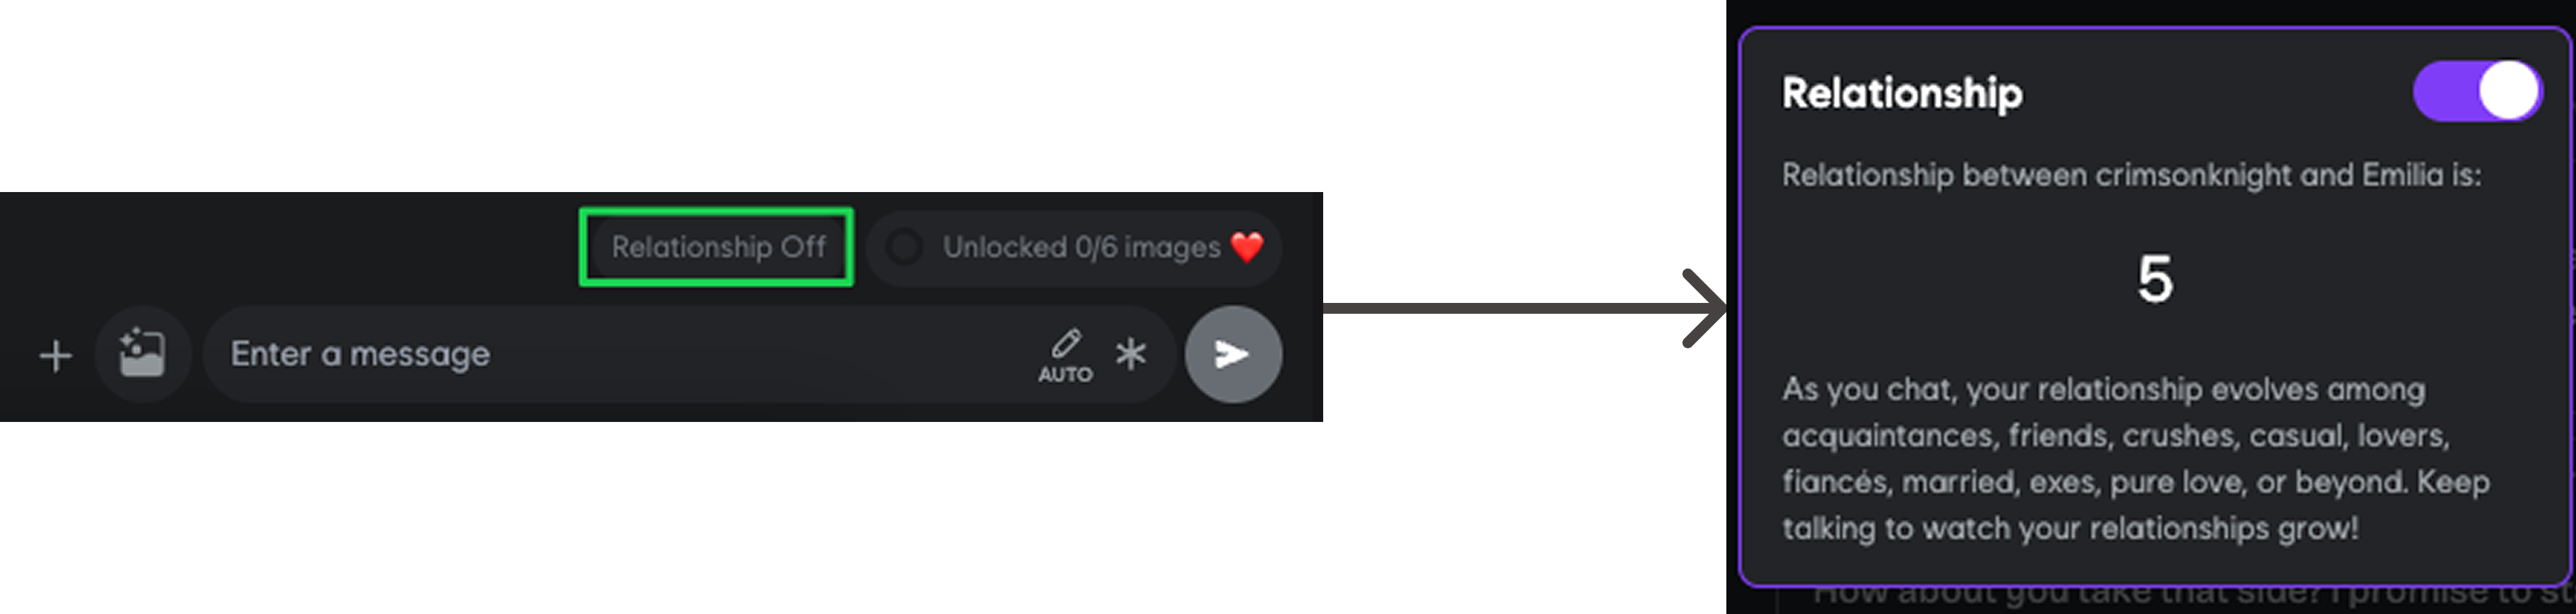 Relationship Off
Unlocked 0/6 images ❤️
Enter a message
AUTO
Relationship
Relationship between crimsonknight and Emilia is:
5
As you chat, your relationship evolves among
acquaintances, friends, crushes, casual, lovers,
fiancés, married, exes, pure love, or beyond. Keep
talking to watch your relationships grow!
How about you take that side? I promise to